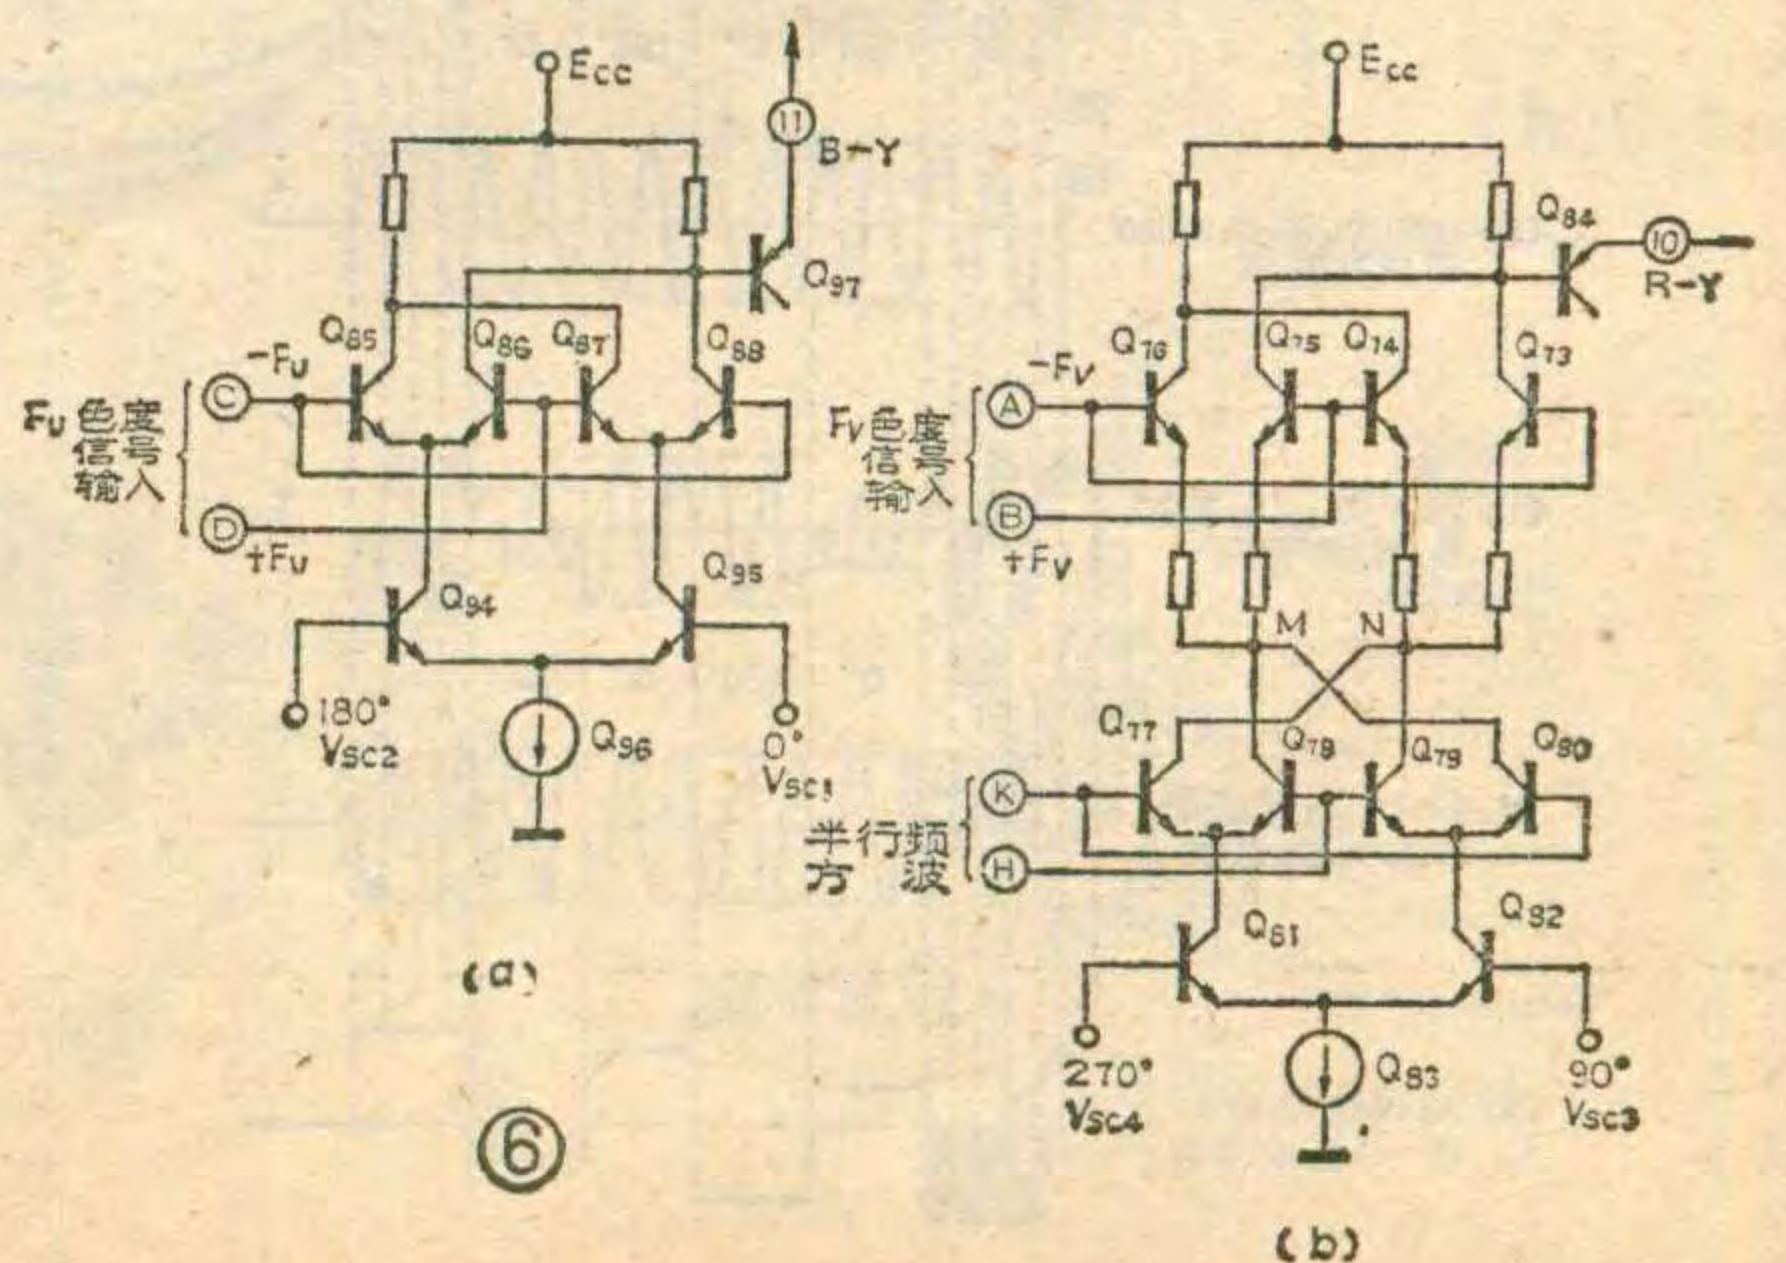 Ecc
11
B-Y
Q97
Q85
Q86
Q87
Q88
-Fu
C
Fu色度
信号
输入
D
+Fu
Q94
Q95
180°
Vsc2
Q96
0°
Vsc1
(a)
6
Ecc
Q84
10
R-Y
Q76
Q75
Q74
Q73
-Fv
A
Fv色度
信号
输入
B
+Fv
M
N
Q77
Q78
Q79
Q80
K
半行频
方波
H
Q81
Q82
270°
Vsc4
Q83
90°
Vsc3
(b)